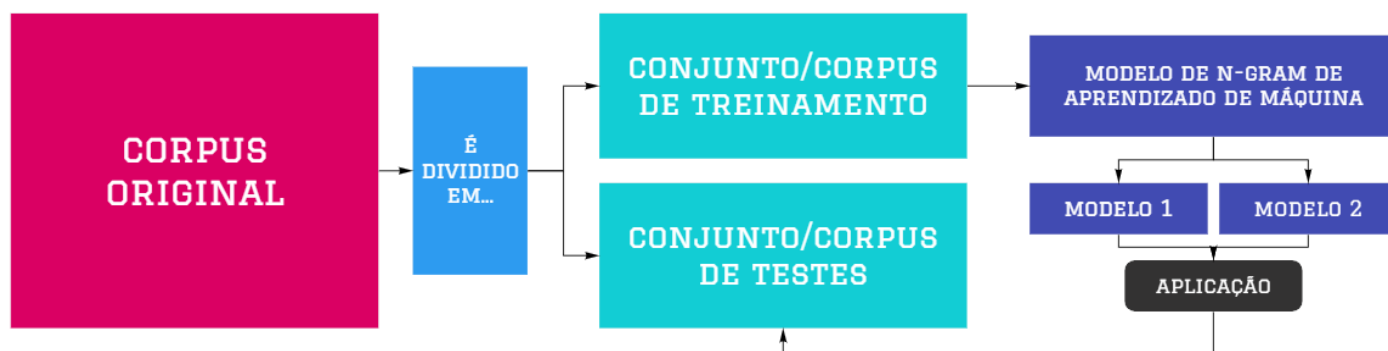 CORPUS
ORIGINAL
É
DIVIDIDO
EM...
CONJUNTO/CORPUS
DE TREINAMENTO
CONJUNTO/CORPUS
DE TESTES
MODELO DE N-GRAM DE
APRENDIZADO DE MÁQUINA
MODELO 1
MODELO 2
APLICAÇÃO